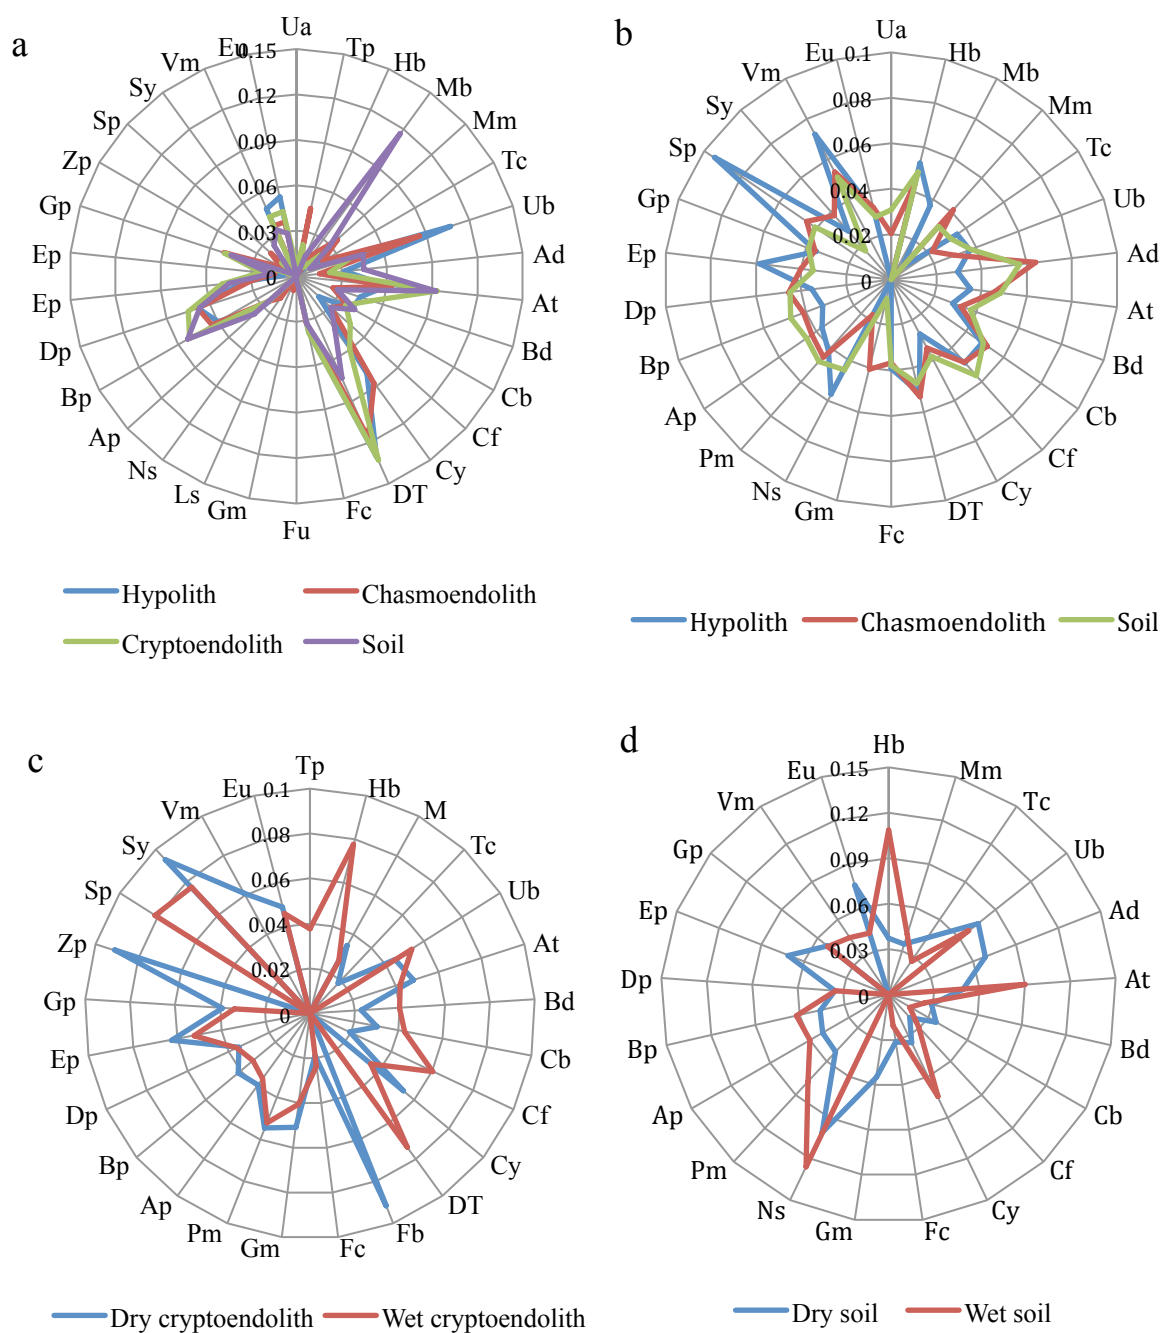 a
Ua
Tp
Hb
Mb
Mm
Tc
Ub
Ad
At
Bd
Cb
Cf
Cy
DT
Fc
Fu
Gm
Ls
Ns
Ap
Bp
Dp
Ep
Ep
Gp
Zp
Sp
Sy
Vm
Eu
0.15
0.12
0.09
0.06
0.03
0
Hypolith
Chasmoendolith
Cryptoendolith
Soil
b
Ua
Hb
Mb
Mm
Tc
Ub
Ad
At
Bd
Cb
Cf
Cy
DT
Fc
Gm
Ns
Pm
Ap
Bp
Dp
Ep
Gp
Sp
Sy
Vm
Eu
0.1
0.08
0.06
0.04
0.02
0
Hypolith
Chasmoendolith
Soil
c
Tp
Hb
M
Tc
Ub
At
Bd
Cb
Cf
Cy
DT
Fb
Fc
Gm
Pm
Ap
Bp
Dp
Ep
Gp
Zp
Sp
Sy
Vm
Eu
0.1
0.08
0.06
0.04
0.02
0
Dry cryptoendolith
Wet cryptoendolith
d
Hb
Mm
Tc
Ub
Ad
At
Bd
Cb
Cf
Cy
Fc
Gm
Ns
Pm
Ap
Bp
Dp
Ep
Gp
Vm
Eu
0.15
0.12
0.09
0.06
0.03
0
Dry soil
Wet soil